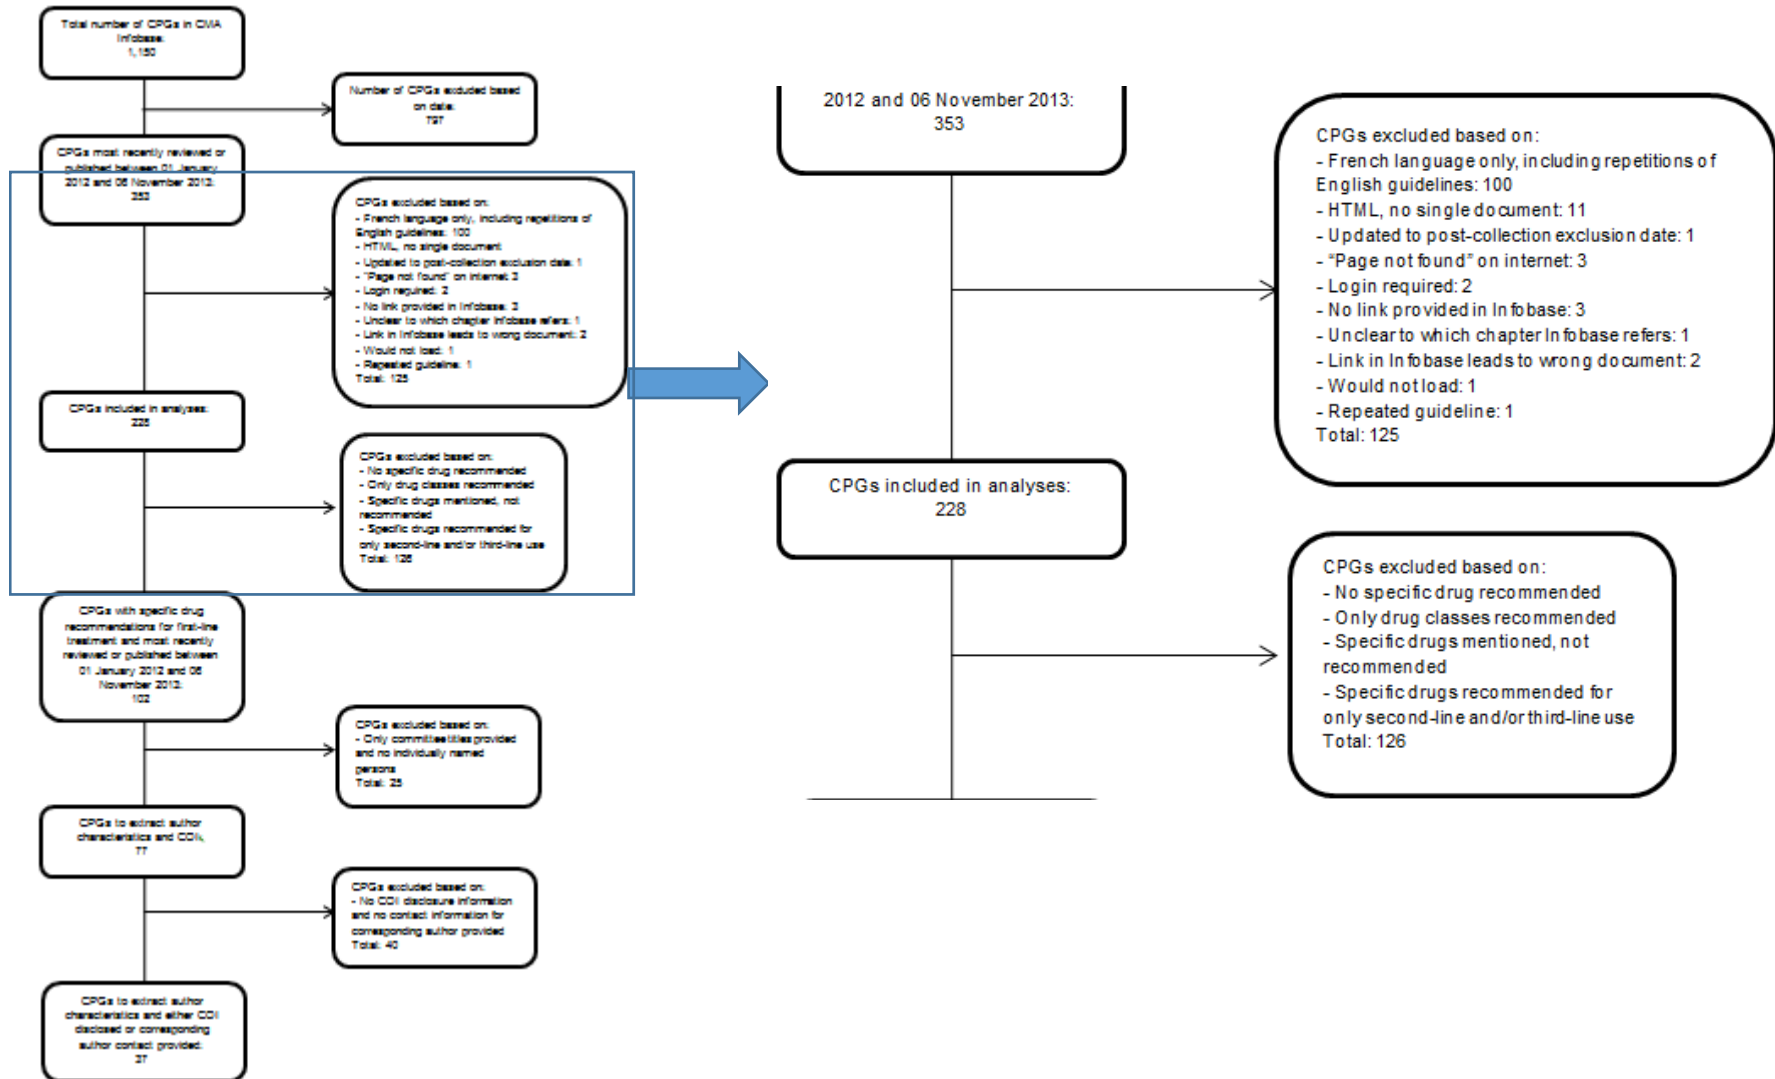 Total number of CPGs in CMA
Infobase:
1,150
Number of CPGs excluded based
on date:
797
CPGs most recently reviewed or
published between 01 January
2012 and 06 November 2013:
353
CPGs excluded based on:
- French language only, including repetitions of
English guidelines: 100
- HTML, no single document
- Updated to post-collection exclusion date: 1
- "Page not found" on internet: 3
- Login required: 2
- No link provided in Infobase: 3
- Unclear to which chapter Infobase refers: 1
- Link in Infobase leads to wrong document: 2
- Would not load: 1
- Repeated guideline: 1
Total: 125
CPGs included in analyses:
228
CPGs excluded based on:
- No specific drug recommended
- Only drug classes recommended
- Specific drugs mentioned, not
recommended
- Specific drugs recommended for
only second-line and/or third-line use
Total: 126
CPGs with specific drug
recommendations for first-line
treatment and most recently
reviewed or published between
01 January 2012 and 06
November 2013:
102
CPGs excluded based on:
- Only committee titles provided
and no individually named
persons
Total: 25
CPGs to extract author
characteristics and COIs,
77
CPGs excluded based on:
- No COI disclosure information
and no contact information for
corresponding author provided
Total: 40
CPGs to extract author
characteristics and either COI
disclosed or corresponding
author contact provided:
37
2012 and 06 November 2013:
353
CPGs excluded based on:
- French language only, including repetitions of
English guidelines: 100
- HTML, no single document: 11
- Updated to post-collection exclusion date: 1
- “Page not found” on internet: 3
- Login required: 2
- No link provided in Infobase: 3
- Unclear to which chapter Infobase refers: 1
- Link in Infobase leads to wrong document: 2
- Would not load: 1
- Repeated guideline: 1
Total: 125
CPGs included in analyses:
228
CPGs excluded based on:
- No specific drug recommended
- Only drug classes recommended
- Specific drugs mentioned, not
recommended
- Specific drugs recommended for
only second-line and/or third-line use
Total: 126